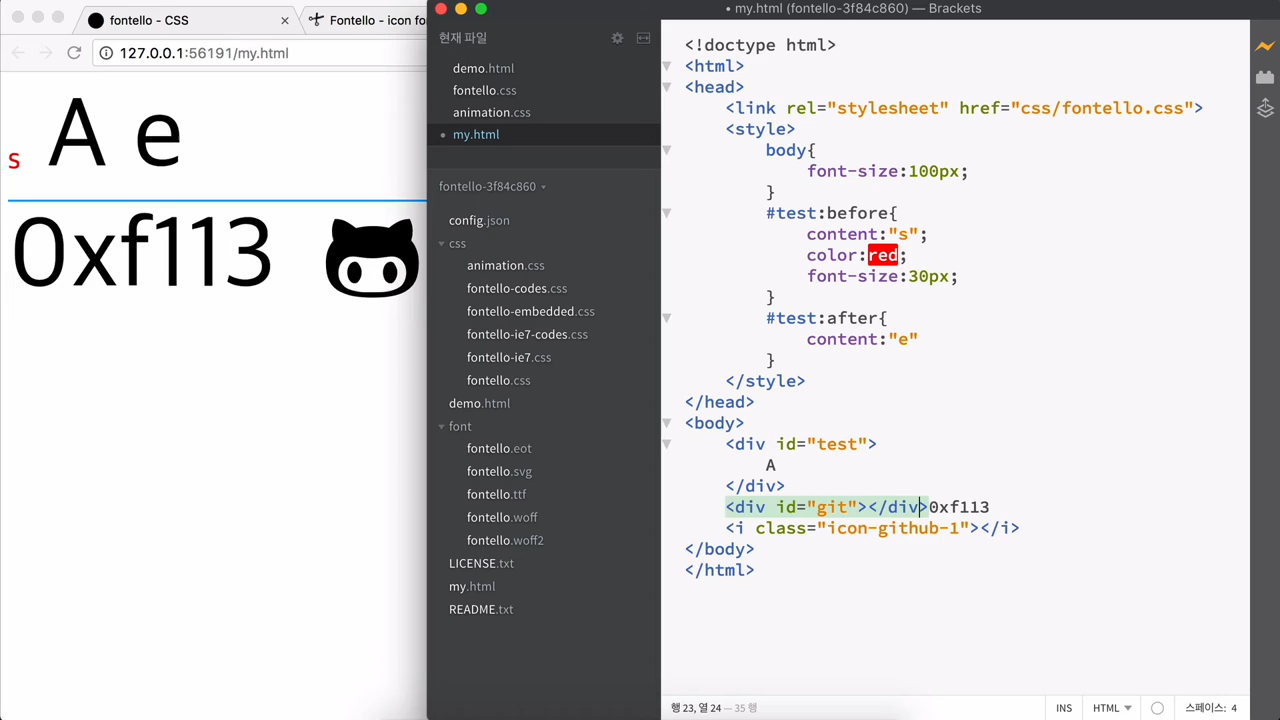 fontello - CSS
Fontello - icon fo
127.0.0.1:56191/my.html
s A e
0xf113
• my.html (fontello-3f84c860) — Brackets
현재 파일
demo.html
fontello.css
animation.css
my.html
fontello-3f84c860
config.json
css
animation.css
fontello-codes.css
fontello-embedded.css
fontello-ie7-codes.css
fontello-ie7.css
fontello.css
demo.html
font
fontello.eot
fontello.svg
fontello.ttf
fontello.woff
fontello.woff2
LICENSE.txt
my.html
README.txt
<!doctype html>
<html>
<head>
<link rel="stylesheet" href="css/fontello.css">
<style>
body{
font-size:100px;
}
#test:before{
content:"s";
color:red;
font-size:30px;
}
#test:after{
content:"e"
}
</style>
</head>
<body>
<div id="test">
A
</div>
<div id="git"></div>0xf113
<i class="icon-github-1"></i>
</body>
</html>
행 23, 열 24 — 35 행
INS
HTML
스페이스: 4